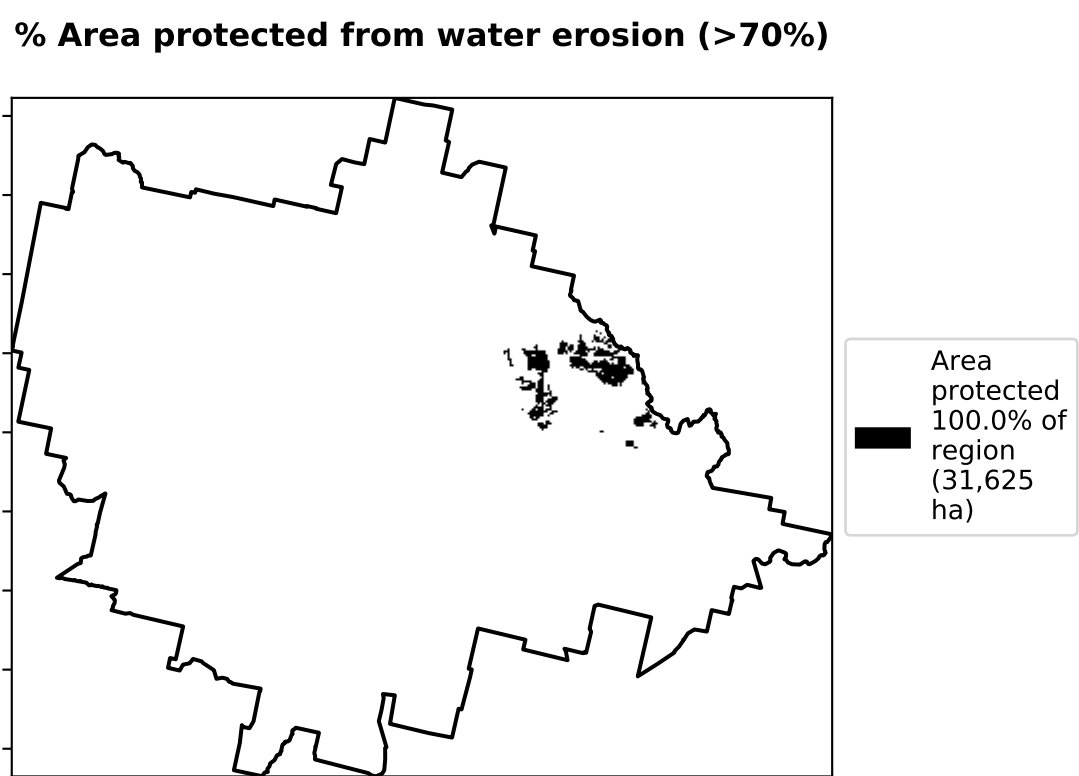 % Area protected from water erosion (>70%)
Area
protected
100.0% of
region
(31,625
ha)